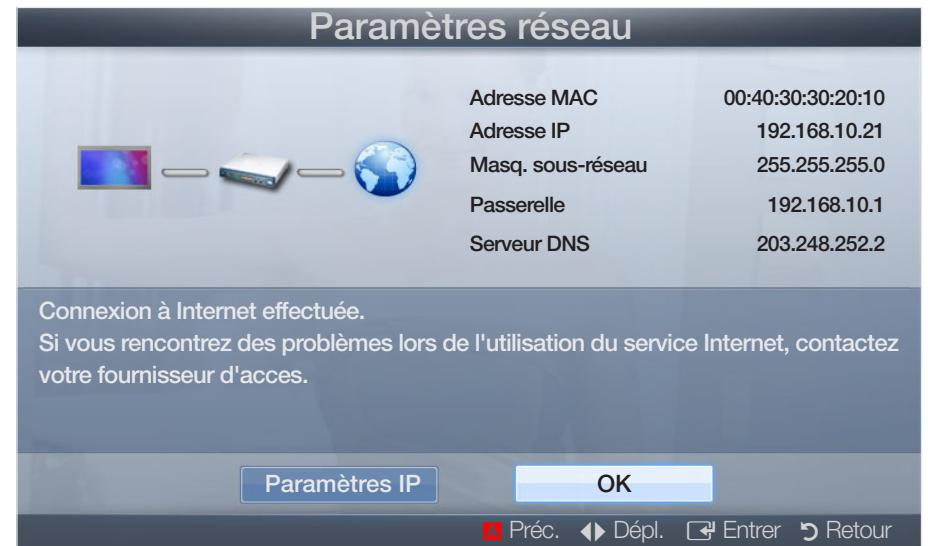 Paramètres réseau
Adresse MAC 00:40:30:30:20:10
Adresse IP 192.168.10.21
Masq. sous-réseau 255.255.255.0
Passerelle 192.168.10.1
Serveur DNS 203.248.252.2
Connexion à Internet effectuée.
Si vous rencontrez des problèmes lors de l'utilisation du service Internet, contactez
votre fournisseur d'acces.
Paramètres IP OK
A Préc. Dépl. Entrer Retour